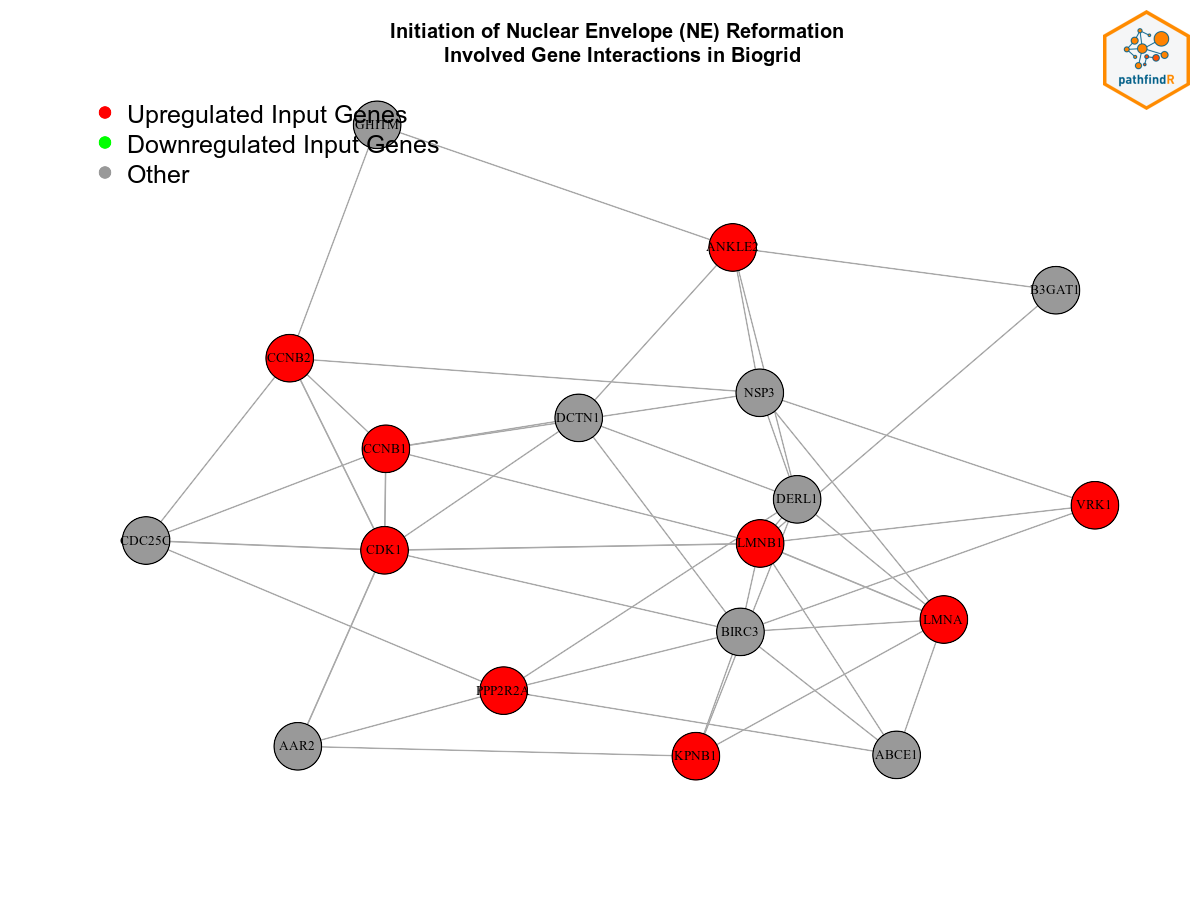 Initiation of Nuclear Envelope (NE) Reformation
Involved Gene Interactions in Biogrid
pathfindR
Upregulated Input Genes
GHITM
Downregulated Input Genes
Other
ANKLE2
B3GAT1
CCNB2
NSP3
DCTN1
CCNB1
DERL1
VRK1
CDC25C
LMNB1
CDK1
LMNA
BIRC3
PPP2R2A
AAR2
KPNB1
ABCE1